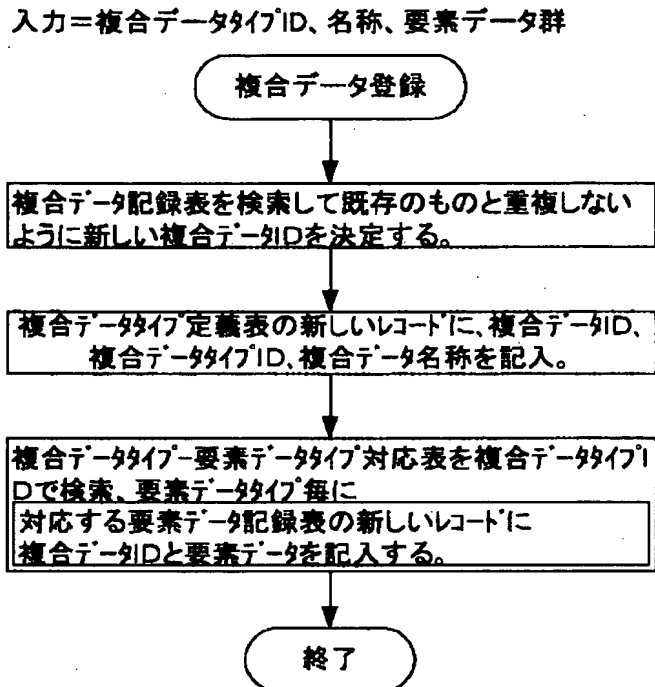 入力＝複合データﾀｲﾌﾟID、名称、要素データ群
複合データ登録
複合ﾃﾞｰﾀ記録表を検索して既存のものと重複しない
ように新しい複合ﾃﾞｰﾀIDを決定する。
複合ﾃﾞｰﾀﾀｲﾌﾟ定義表の新しいﾚｺｰﾄﾞに、複合ﾃﾞｰﾀID、
複合ﾃﾞｰﾀﾀｲﾌﾟID、複合ﾃﾞｰﾀ名称を記入。
複合ﾃﾞｰﾀﾀｲﾌﾟ-要素ﾃﾞｰﾀﾀｲﾌﾟ対応表を複合ﾃﾞｰﾀﾀｲﾌﾟI
Dで検索、要素ﾃﾞｰﾀﾀｲﾌﾟ毎に
対応する要素ﾃﾞｰﾀ記録表の新しいﾚｺｰﾄﾞに
複合ﾃﾞｰﾀIDと要素ﾃﾞｰﾀを記入する。
終了